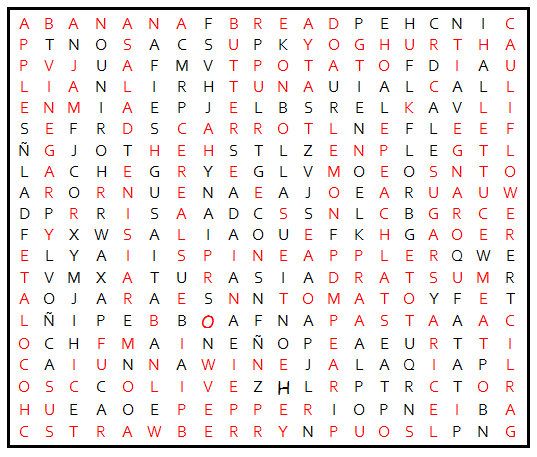 A B A N A N A F B R E A D P E H C N I C
P T N O S A C S U P K Y O G H U R T H A
P V J U A F M V T P O T A T O F D I A U
L I A N L I R H T U N A U I A L C A L L
E N M I A E P J E L B S R E L K A V L I
S E F R D S C A R R O T L N E F L E E F
Ñ G J O T H E H S T L Z E N P L E G T L
L A C H E G R Y E G L V M O E O S N T O
A R O R N U E N A E A J O E A R U A U W
D P R R I S A A D C S S N L C B G R C E
F Y X W S A L I A O U E F K H G A O E R
E L Y A I I S P I N E A P P L E R Q W E
T V M X A T U R A S I A D R A T S U M R
A O J A R A E S N N T O M A T O Y F E T
L Ñ I P E B B O A F N A P A S T A A A C
O C H F M A I N E Ñ O P E A E U R T T I
C A I U N N A W I N E J A L A Q I A P L
O S C C O L I V E Z H L R P T R C T O R
H U E A O E P E P P E R I O P N E I B A
C S T R A W B E R R Y N P U O S L P N G